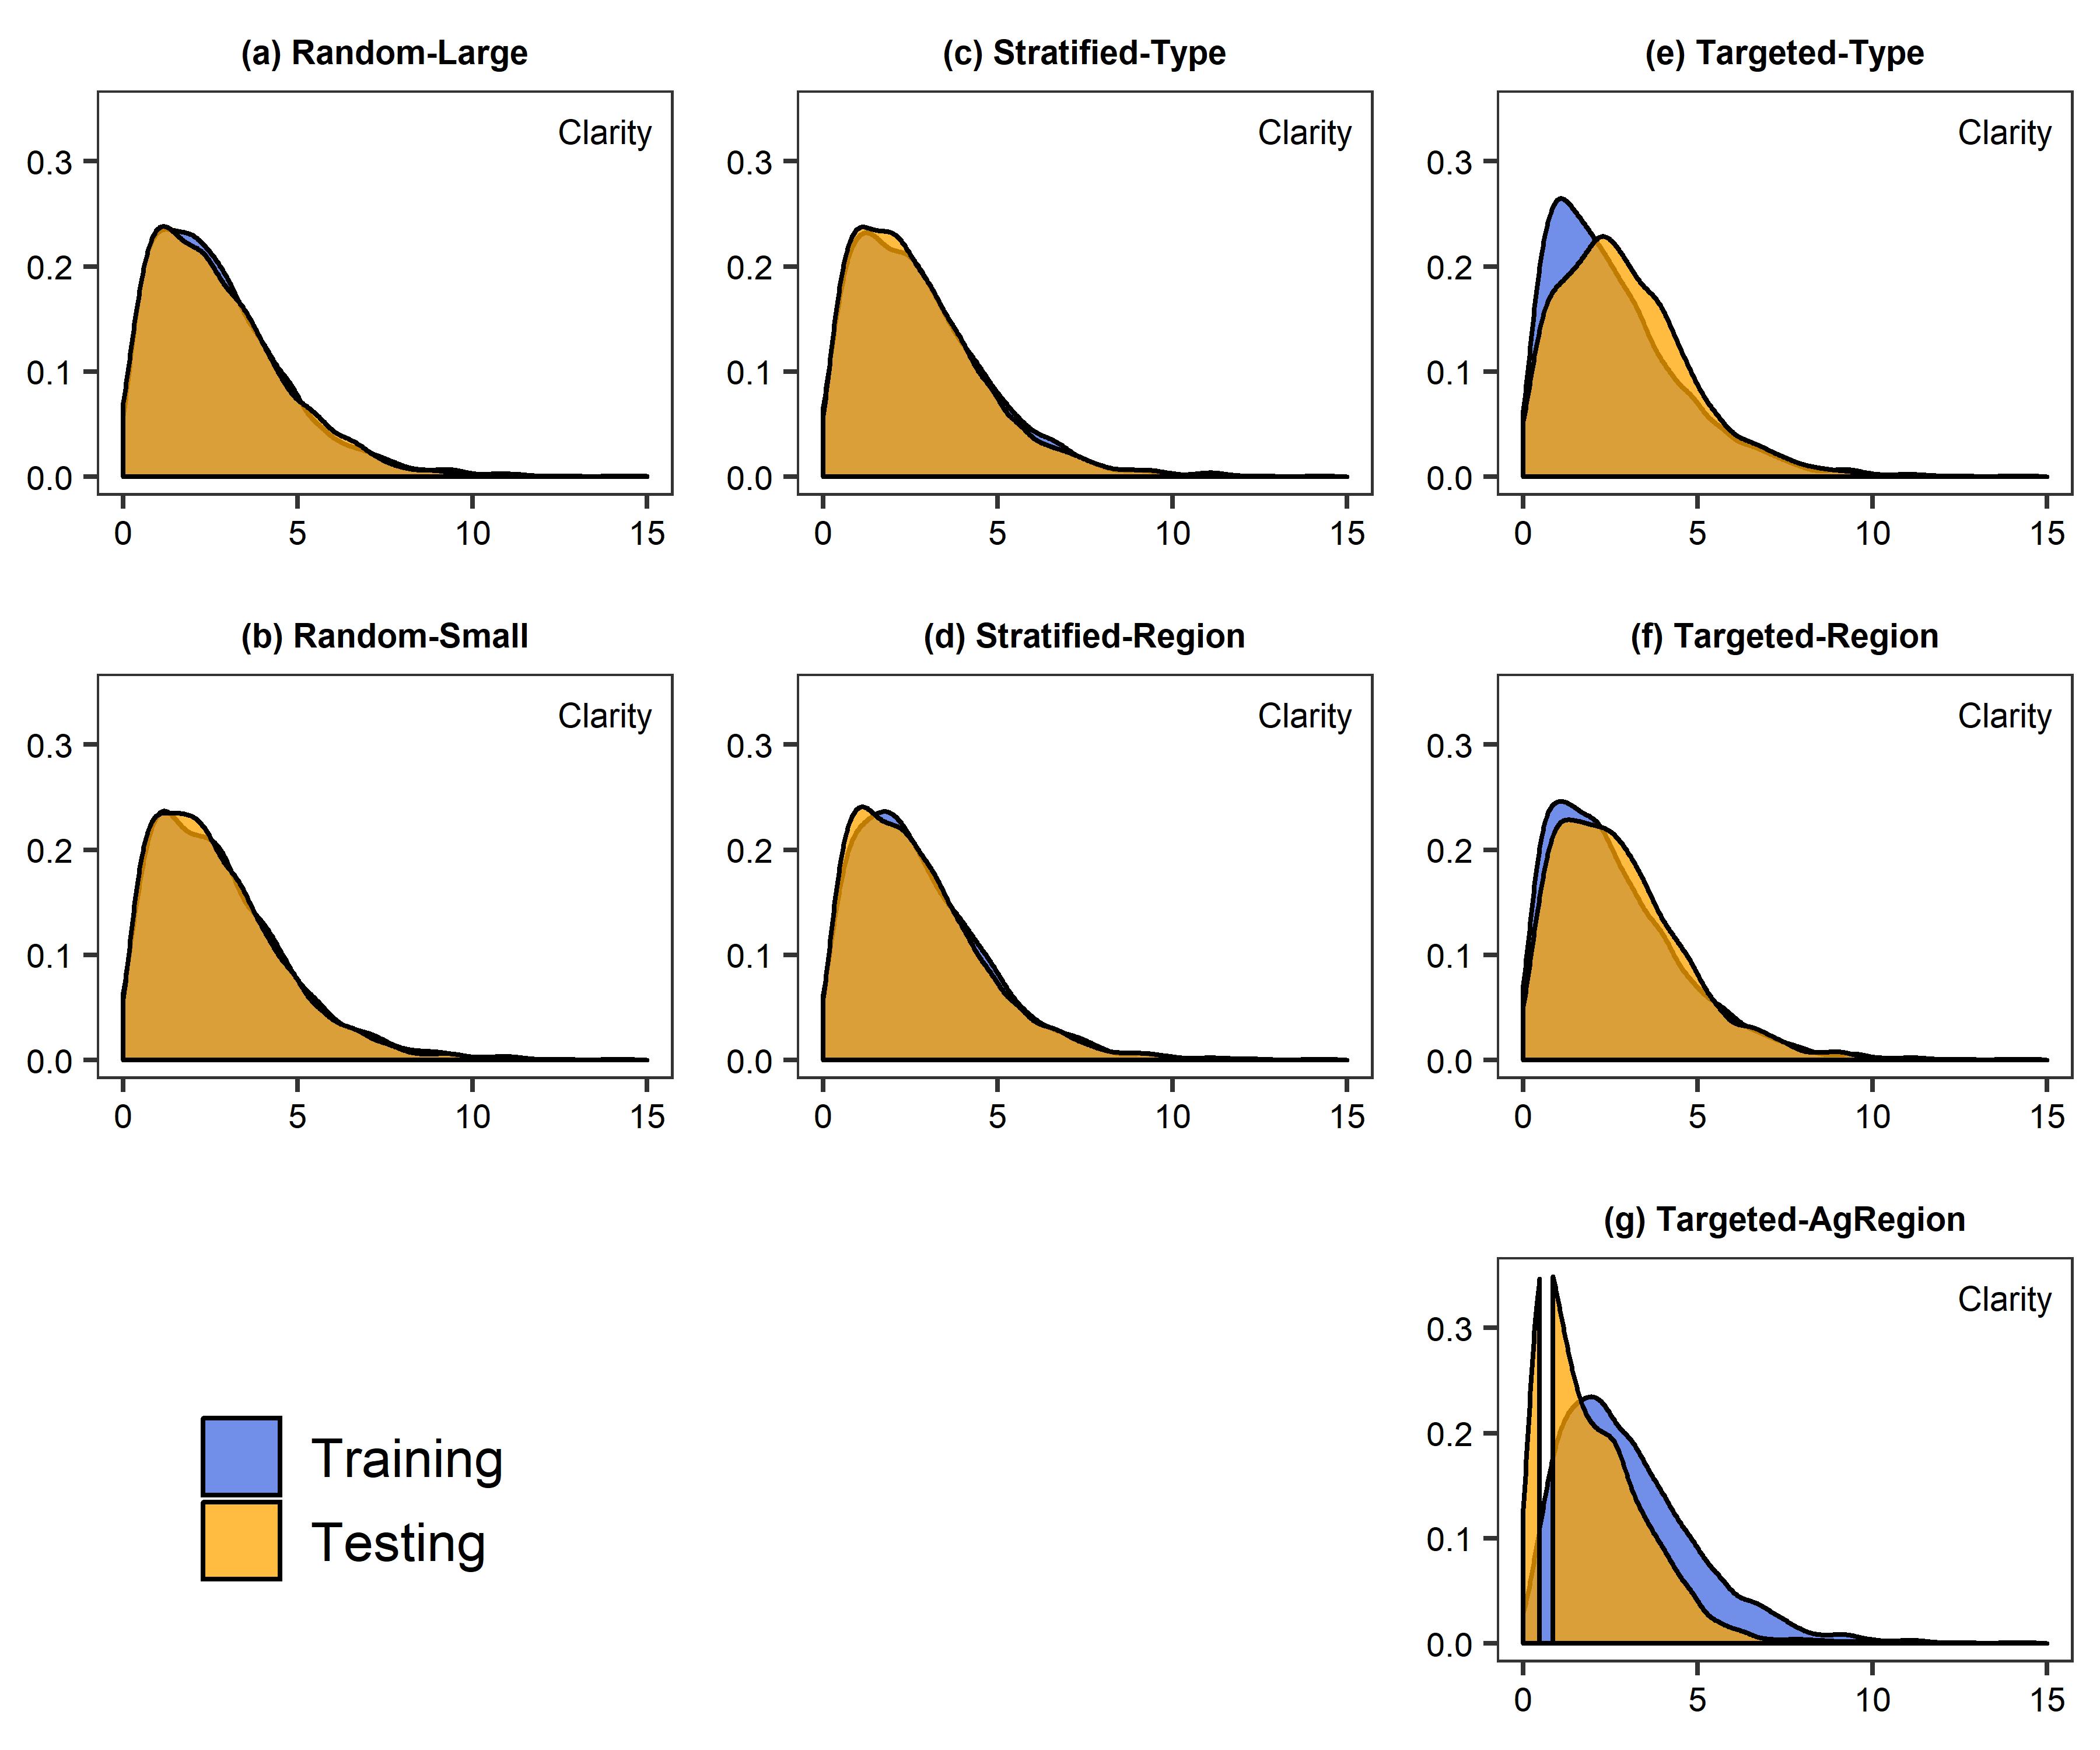 (a) Random-Large
Clarity
0.3
0.2
0.1
0.0
0 5 10 15
(c) Stratified-Type
Clarity
0.3
0.2
0.1
0.0
0 5 10 15
(e) Targeted-Type
Clarity
0.3
0.2
0.1
0.0
0 5 10 15
(b) Random-Small
Clarity
0.3
0.2
0.1
0.0
0 5 10 15
(d) Stratified-Region
Clarity
0.3
0.2
0.1
0.0
0 5 10 15
(f) Targeted-Region
Clarity
0.3
0.2
0.1
0.0
0 5 10 15
(g) Targeted-AgRegion
Clarity
0.3
0.2
0.1
0.0
0 5 10 15
Training
Testing